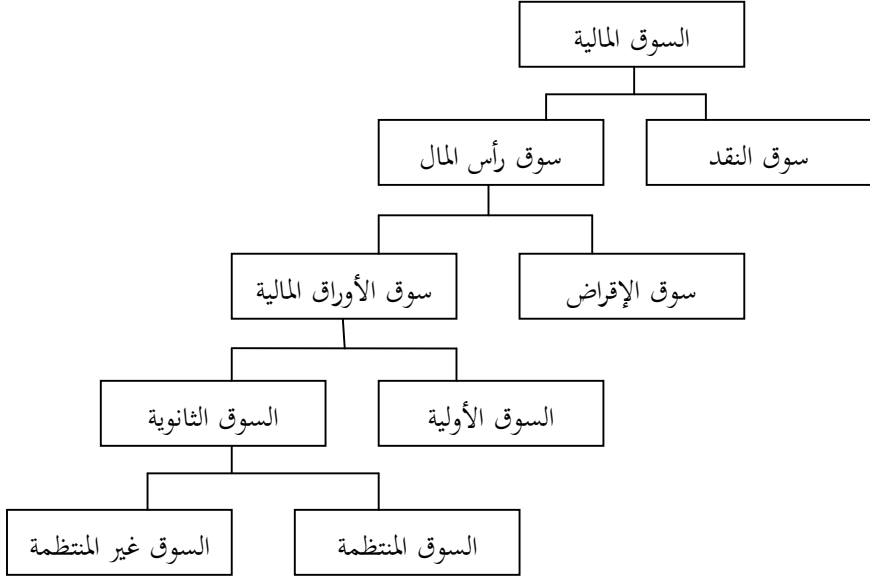 السوق المالية
سوق النقد
سوق رأس المال
سوق الإقراض
سوق الأوراق المالية
السوق الأولية
السوق الثانوية
السوق المنتظمة
السوق غير المنتظمة